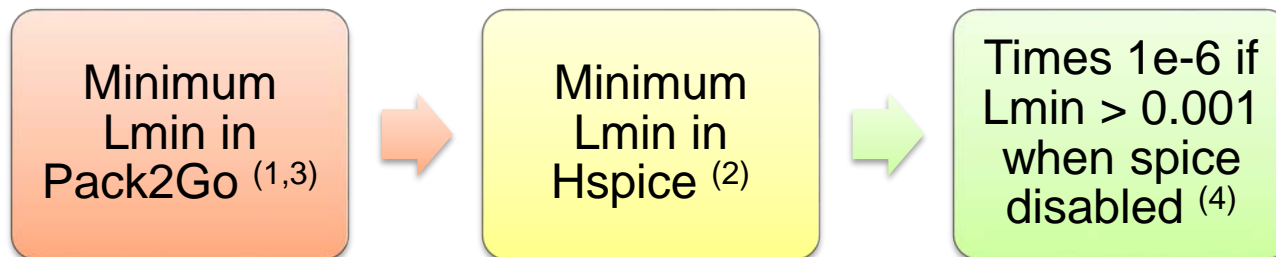 Minimum
Lmin in
Pack2Go (1,3)
Minimum
Lmin in
Hspice (2)
Times 1e-6 if
Lmin > 0.001
when spice
disabled (4)